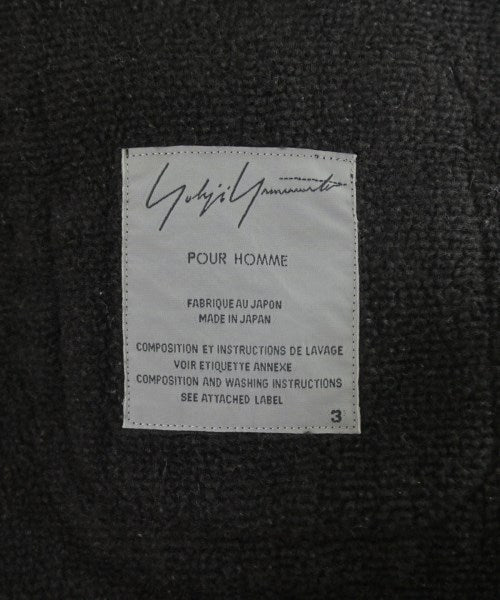 Yohji Yamamoto
POUR HOMME
FABRIQUE AU JAPON
MADE IN JAPAN
COMPOSITION ET INSTRUCTIONS DE LAVAGE
VOIR ETIQUETTE ANNEXE
COMPOSITION AND WASHING INSTRUCTIONS
SEE ATTACHED LABEL
3